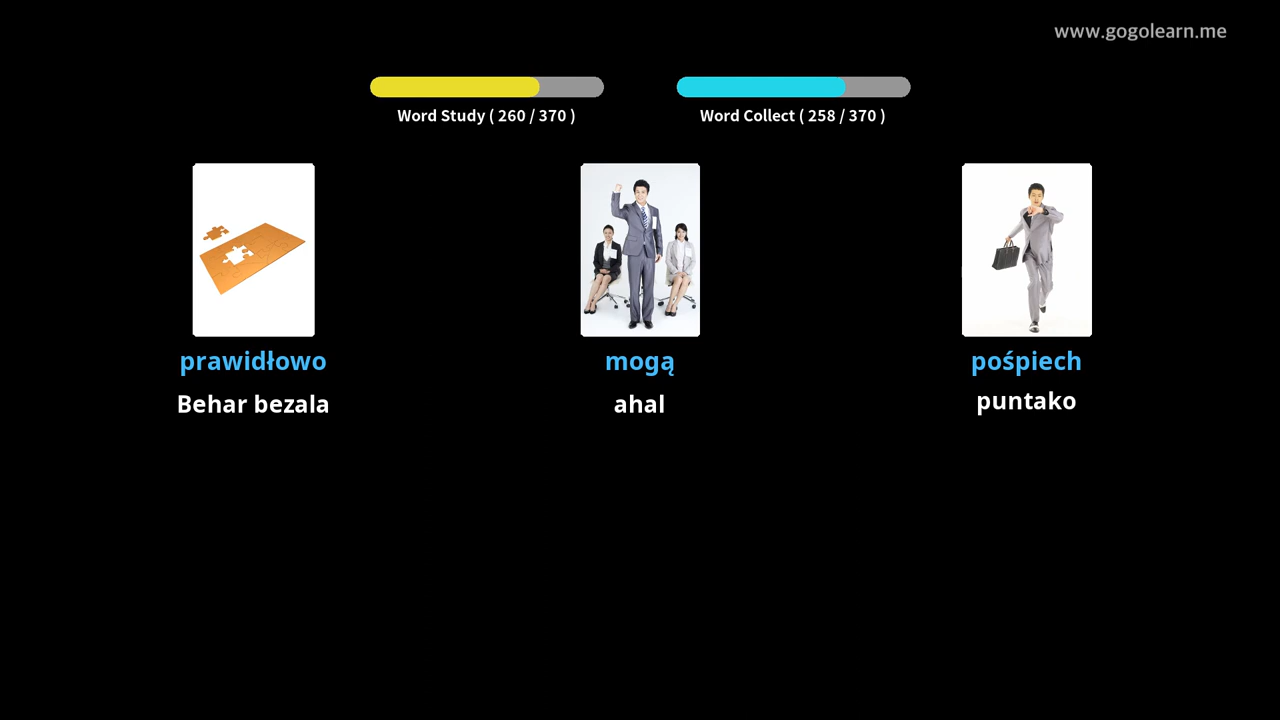 www.gogolearn.me
Word Study ( 260 / 370 )
Word Collect ( 258 / 370 )
prawidłowo
mogą
pośpiech
Behar bezala
ahal
puntako